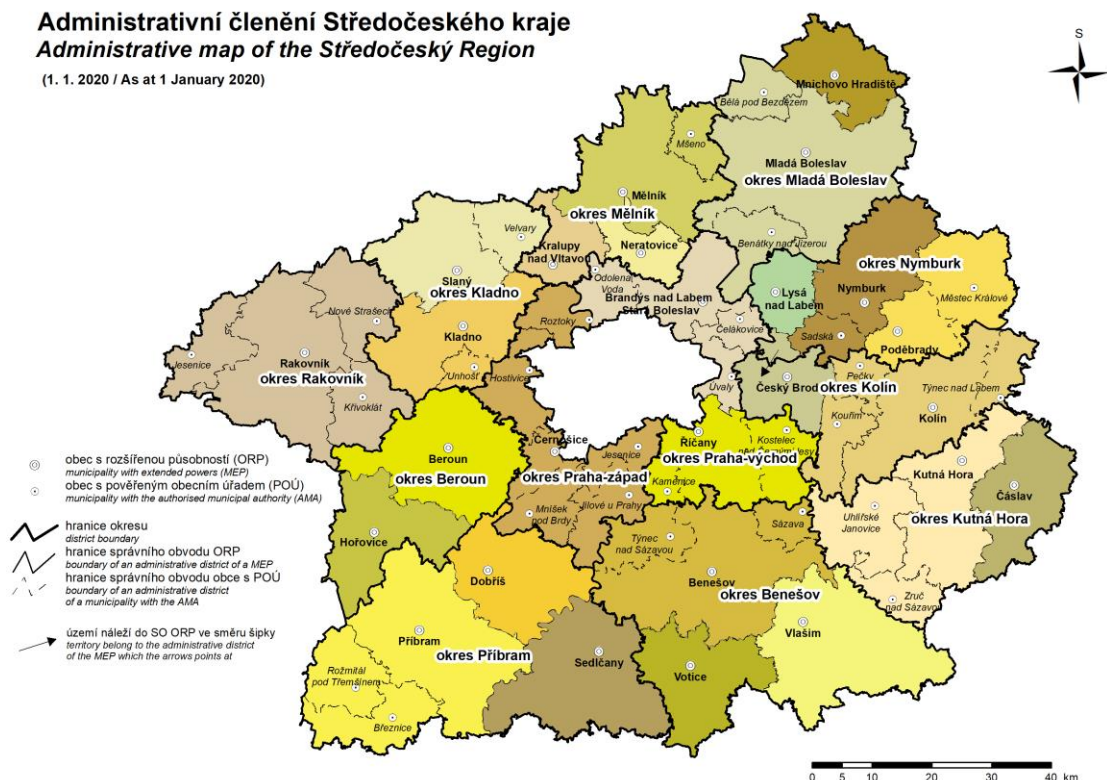 Administrativní členění Středočeského kraje
Administrative map of the Středočeský Region
(1. 1. 2020 / As at 1 January 2020)
S
Mnichovo Hradiště
Bělá pod Bezdězem
Mšeno
Mladá Boleslav
okres Mladá Boleslav
Mělník
okres Mělník
Velvary
Kralupy
nad Vltavou
Neratovice
Benátky nad Jizerou
Slaný
okres Kladno
Odolena
Voda
Brandýs nad Labem
Stará Boleslav
Lysá
nad Labem
okres Nymburk
Nymburk
Městec Králové
Nové Strašecí
Roztoky
Čelákovice
Sadská
Poděbrady
Kladno
Jesenice
Rakovník
okres Rakovník
Unhošť
Hostivice
Úvaly
Český Brod
okres Kolín
Pečky
Týnec nad Labem
Křivoklát
Kouřim
Kolín
Beroun
okres Beroun
Černošice
okres Praha-západ
Jesenice
Říčany
okres Praha-východ
Kostelec
Kamenice
Kutná Hora
Čáslav
okres Kutná Hora
Mníšek
pod Brdy
Jílové u Prahy
Hořovice
Týnec
nad Sázavou
Sázava
Uhlířské
Janovice
Dobříš
Benešov
okres Benešov
Zruč
nad Sázavou
Příbram
okres Příbram
Vlašim
Sedlčany
Votice
Rožmitál
pod Třemšínem
Březnice
obec s rozšířenou působností (ORP)
municipality with extended powers (MEP)
obec s pověřeným obecním úřadem (POÚ)
municipality with the authorised municipal authority (AMA)
hranice okresu
district boundary
hranice správního obvodu ORP
boundary of an administrative district of a MEP
hranice správního obvodu obce s POÚ
boundary of an administrative district
of a municipality with the AMA
území náleží do SO ORP ve směru šipky
territory belong to the administrative district
of the MEP which the arrows points at
0 5 10 20 30 40 km